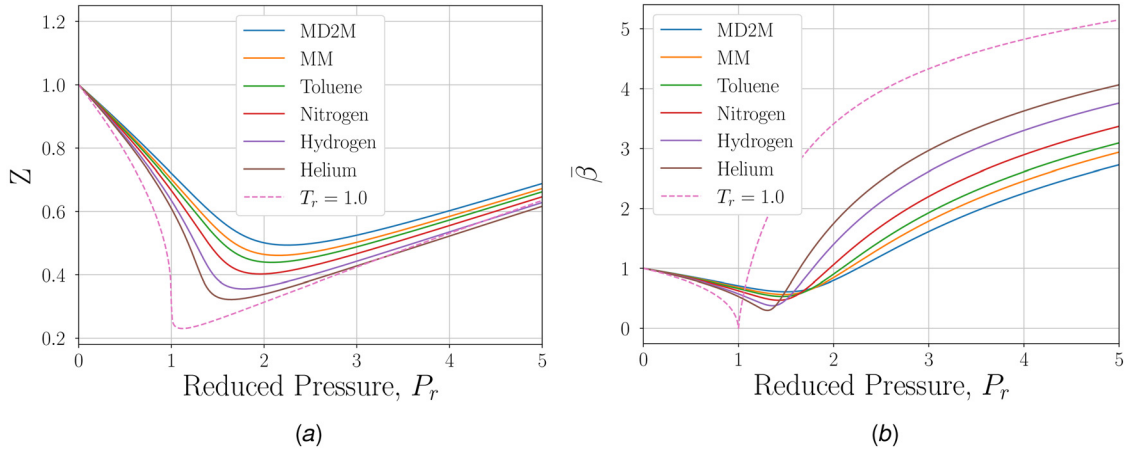 1.2
1.0
0.8
0.6
0.4
0.2
Z
0
1
2
3
4
5
Reduced Pressure, $P_r$
MD2M
MM
Toluene
Nitrogen
Hydrogen
Helium
$T_r = 1.0$
(a)
5
4
3
2
1
0
$\bar{\beta}$
0
1
2
3
4
5
Reduced Pressure, $P_r$
MD2M
MM
Toluene
Nitrogen
Hydrogen
Helium
$T_r = 1.0$
(b)